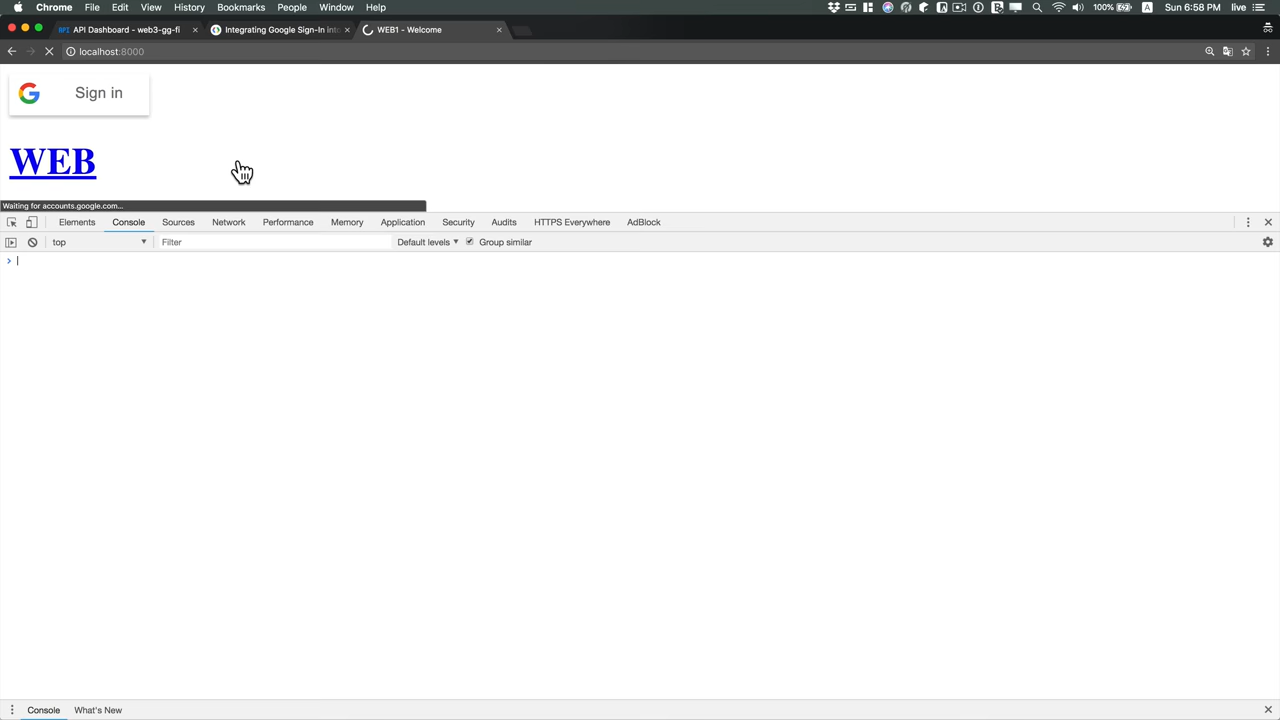 Chrome File Edit View History Bookmarks People Window Help 100% A Sun 6:58 PM live
API API Dashboard - web3-gg-fi × Integrating Google Sign-In into × WEB1 - Welcome ×
localhost:8000
Sign in
WEB
Waiting for accounts.google.com...
Elements Console Sources Network Performance Memory Application Security Audits HTTPS Everywhere AdBlock
top Filter Default levels Group similar
>
Console What's New